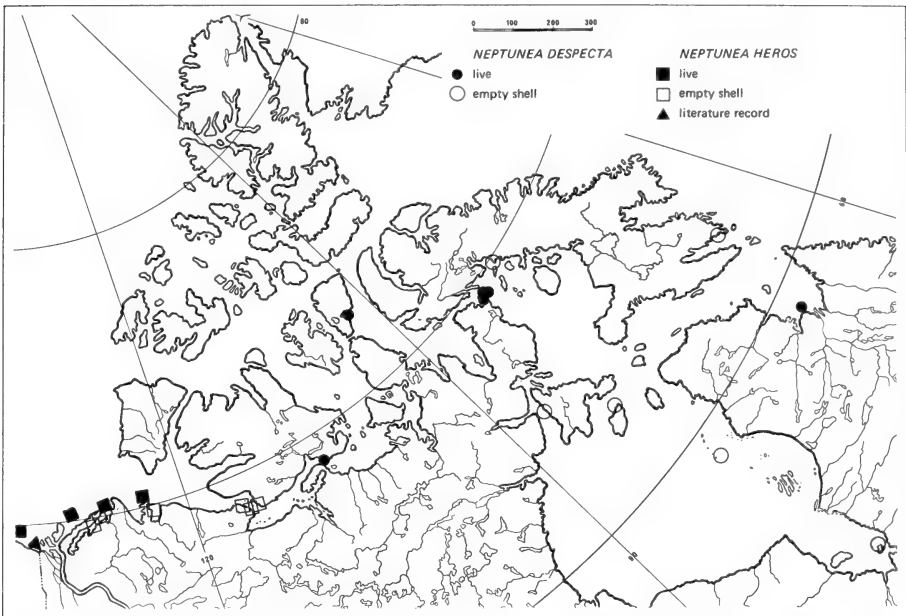 80
0 100 200 300
NEPTUNEA DESPECTA
live
empty shell
NEPTUNEA HEROS
live
empty shell
literature record
120